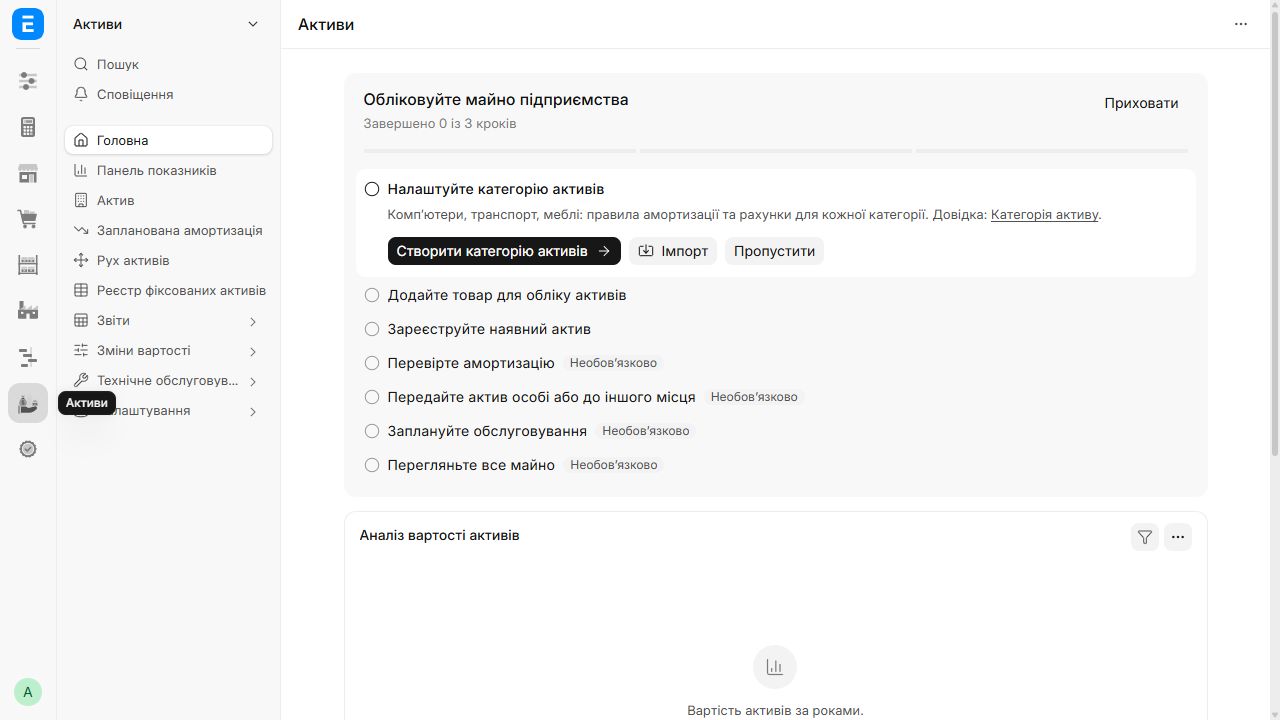 Активи
Пошук
Сповіщення
Головна
Панель показників
Актив
Запланована амортизація
Рух активів
Реєстр фіксованих активів
Звіти
Зміни вартості
Технічне обслуговув...
Активи
лаштування
A
Активи
Обліковуйте майно підприємства
Приховати
Завершено 0 із 3 кроків
Налаштуйте категорію активів
Комп'ютери, транспорт, меблі: правила амортизації та рахунки для кожної категорії. Довідка: Категорія активу.
Створити категорію активів
Імпорт
Пропустити
Додайте товар для обліку активів
Зареєструйте наявний актив
Перевірте амортизацію Необов'язково
Передайте актив особі або до іншого місця Необов'язково
Заплануйте обслуговування Необов'язково
Перегляньте все майно Необов'язково
Аналіз вартості активів
Вартість активів за роками.